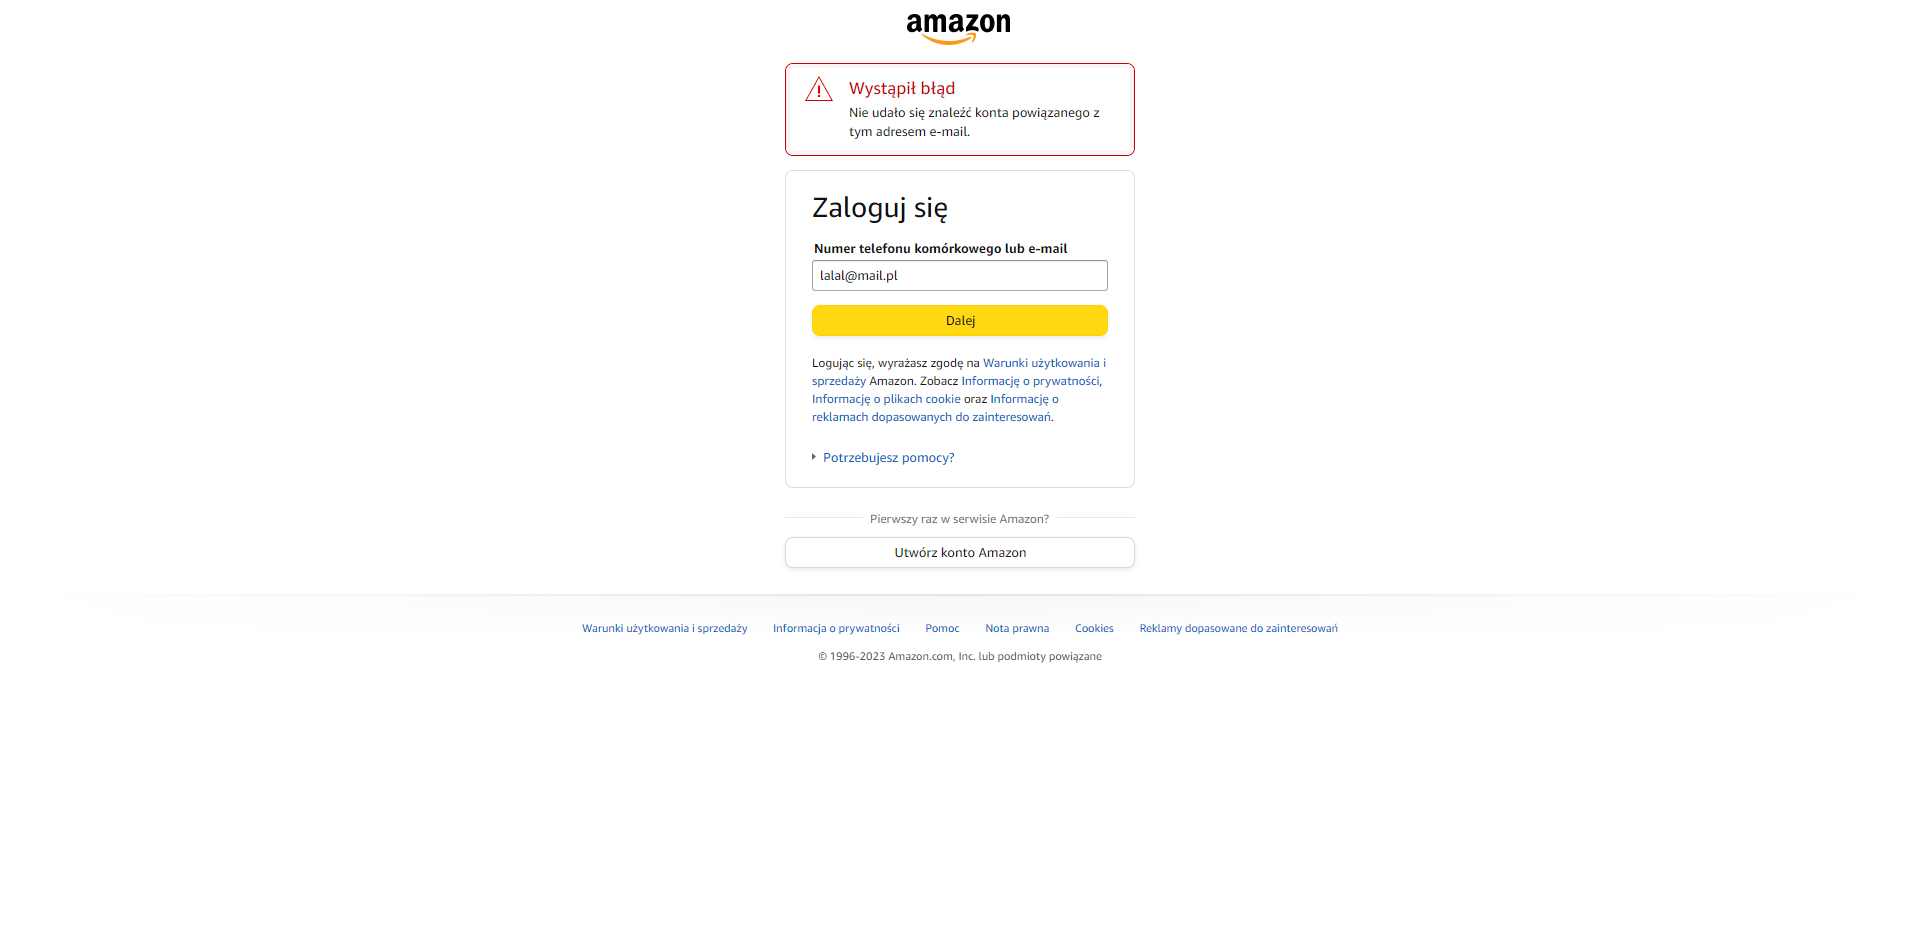 amazon
Wystąpił błąd
Nie udało się znaleźć konta powiązanego z
tym adresem e-mail.
Zaloguj się
Numer telefonu komórkowego lub e-mail
lalal@mail.pl
Dalej
Logując się, wyrażasz zgodę na Warunki użytkowania i
sprzedaży Amazon. Zobacz Informację o prywatności,
Informację o plikach cookie oraz Informację o
reklamach dopasowanych do zainteresowań.
Potrzebujesz pomocy?
Pierwszy raz w serwisie Amazon?
Utwórz konto Amazon
Warunki użytkowania i sprzedaży Informacja o prywatności Pomoc Nota prawna Cookies Reklamy dopasowane do zainteresowań
© 1996-2023 Amazon.com, Inc. lub podmioty powiązane